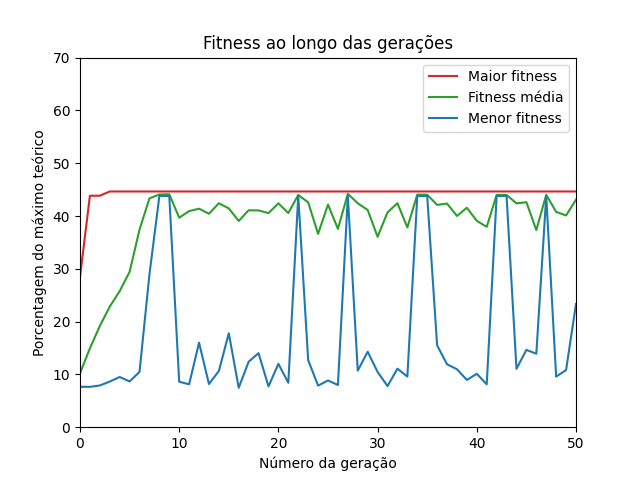 Fitness ao longo das gerações
Maior fitness
Fitness média
Menor fitness
Porcentagem do máximo teórico
70
60
50
40
30
20
10
0
0 10 20 30 40 50
Número da geração